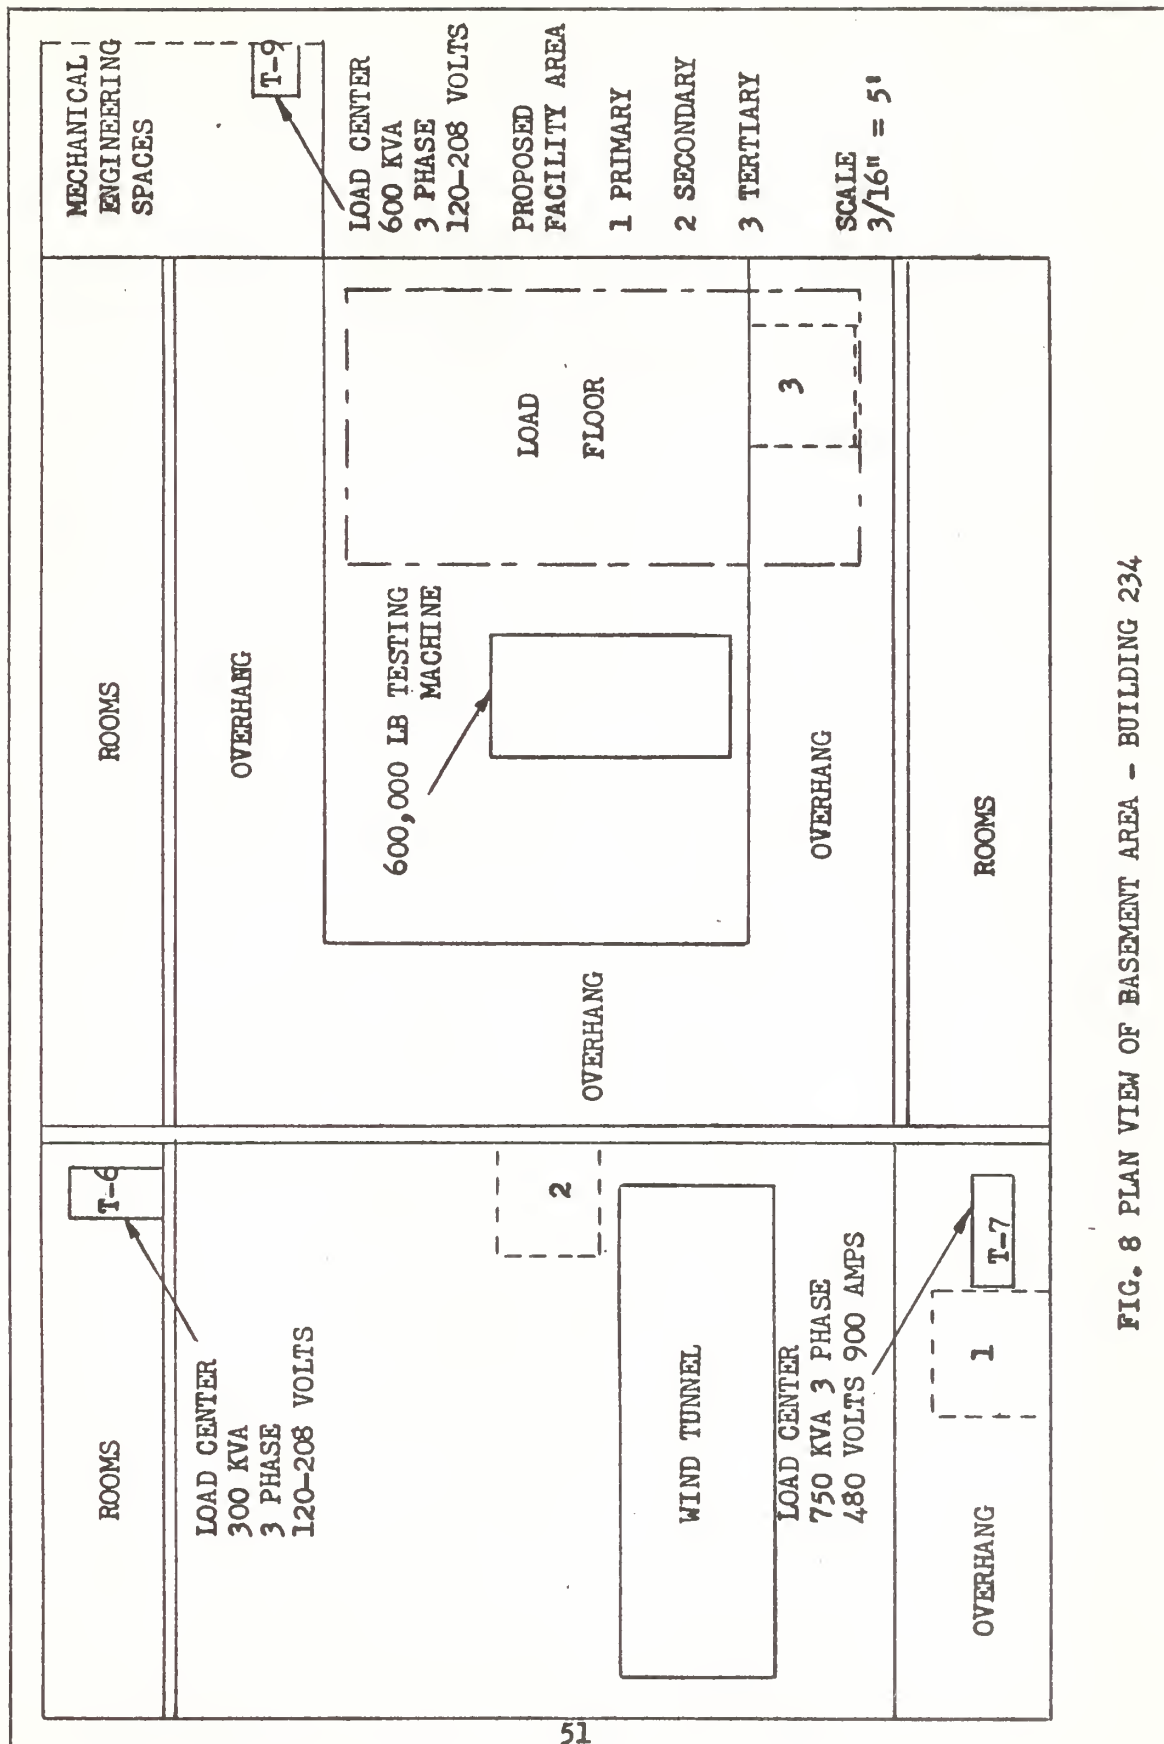 MECHANICAL
ENGINEERING
SPACES
T-9
LOAD CENTER
600 KVA
3 PHASE
120-208 VOLTS
PROPOSED
FACILITY AREA
1 PRIMARY
2 SECONDARY
3 TERTIARY
SCALE
3/16" = 5'
ROOMS
OVERHANG
600,000 LB TESTING
MACHINE
LOAD
FLOOR
3
OVERHANG
ROOMS
OVERHANG
T-6
ROOMS
LOAD CENTER
300 KVA
3 PHASE
120-208 VOLTS
2
WIND TUNNEL
LOAD CENTER
750 KVA 3 PHASE
480 VOLTS 900 AMPS
T-7
1
OVERHANG
FIG. 8 PLAN VIEW OF BASEMENT AREA - BUILDING 234
51